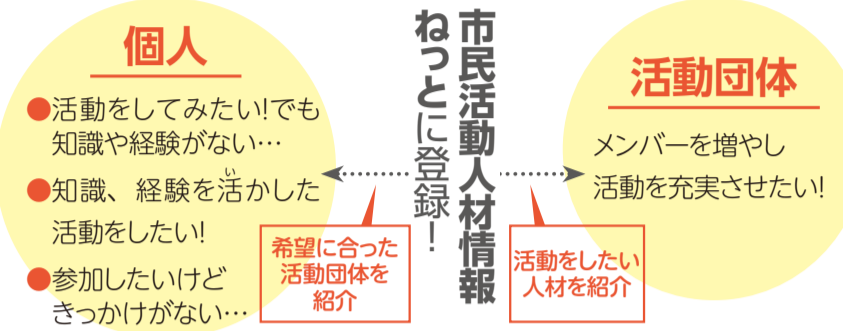 個人
●活動をしてみたい!でも
知識や経験がない…
●知識、経験を活かした
い
活動をしたい!
●参加したいけど
きっかけがない…
希望に合った
活動団体を
紹介
市民活動人材情報
ねっとに登録!
活動をしたい
人材を紹介
活動団体
メンバーを増やし
活動を充実させたい!